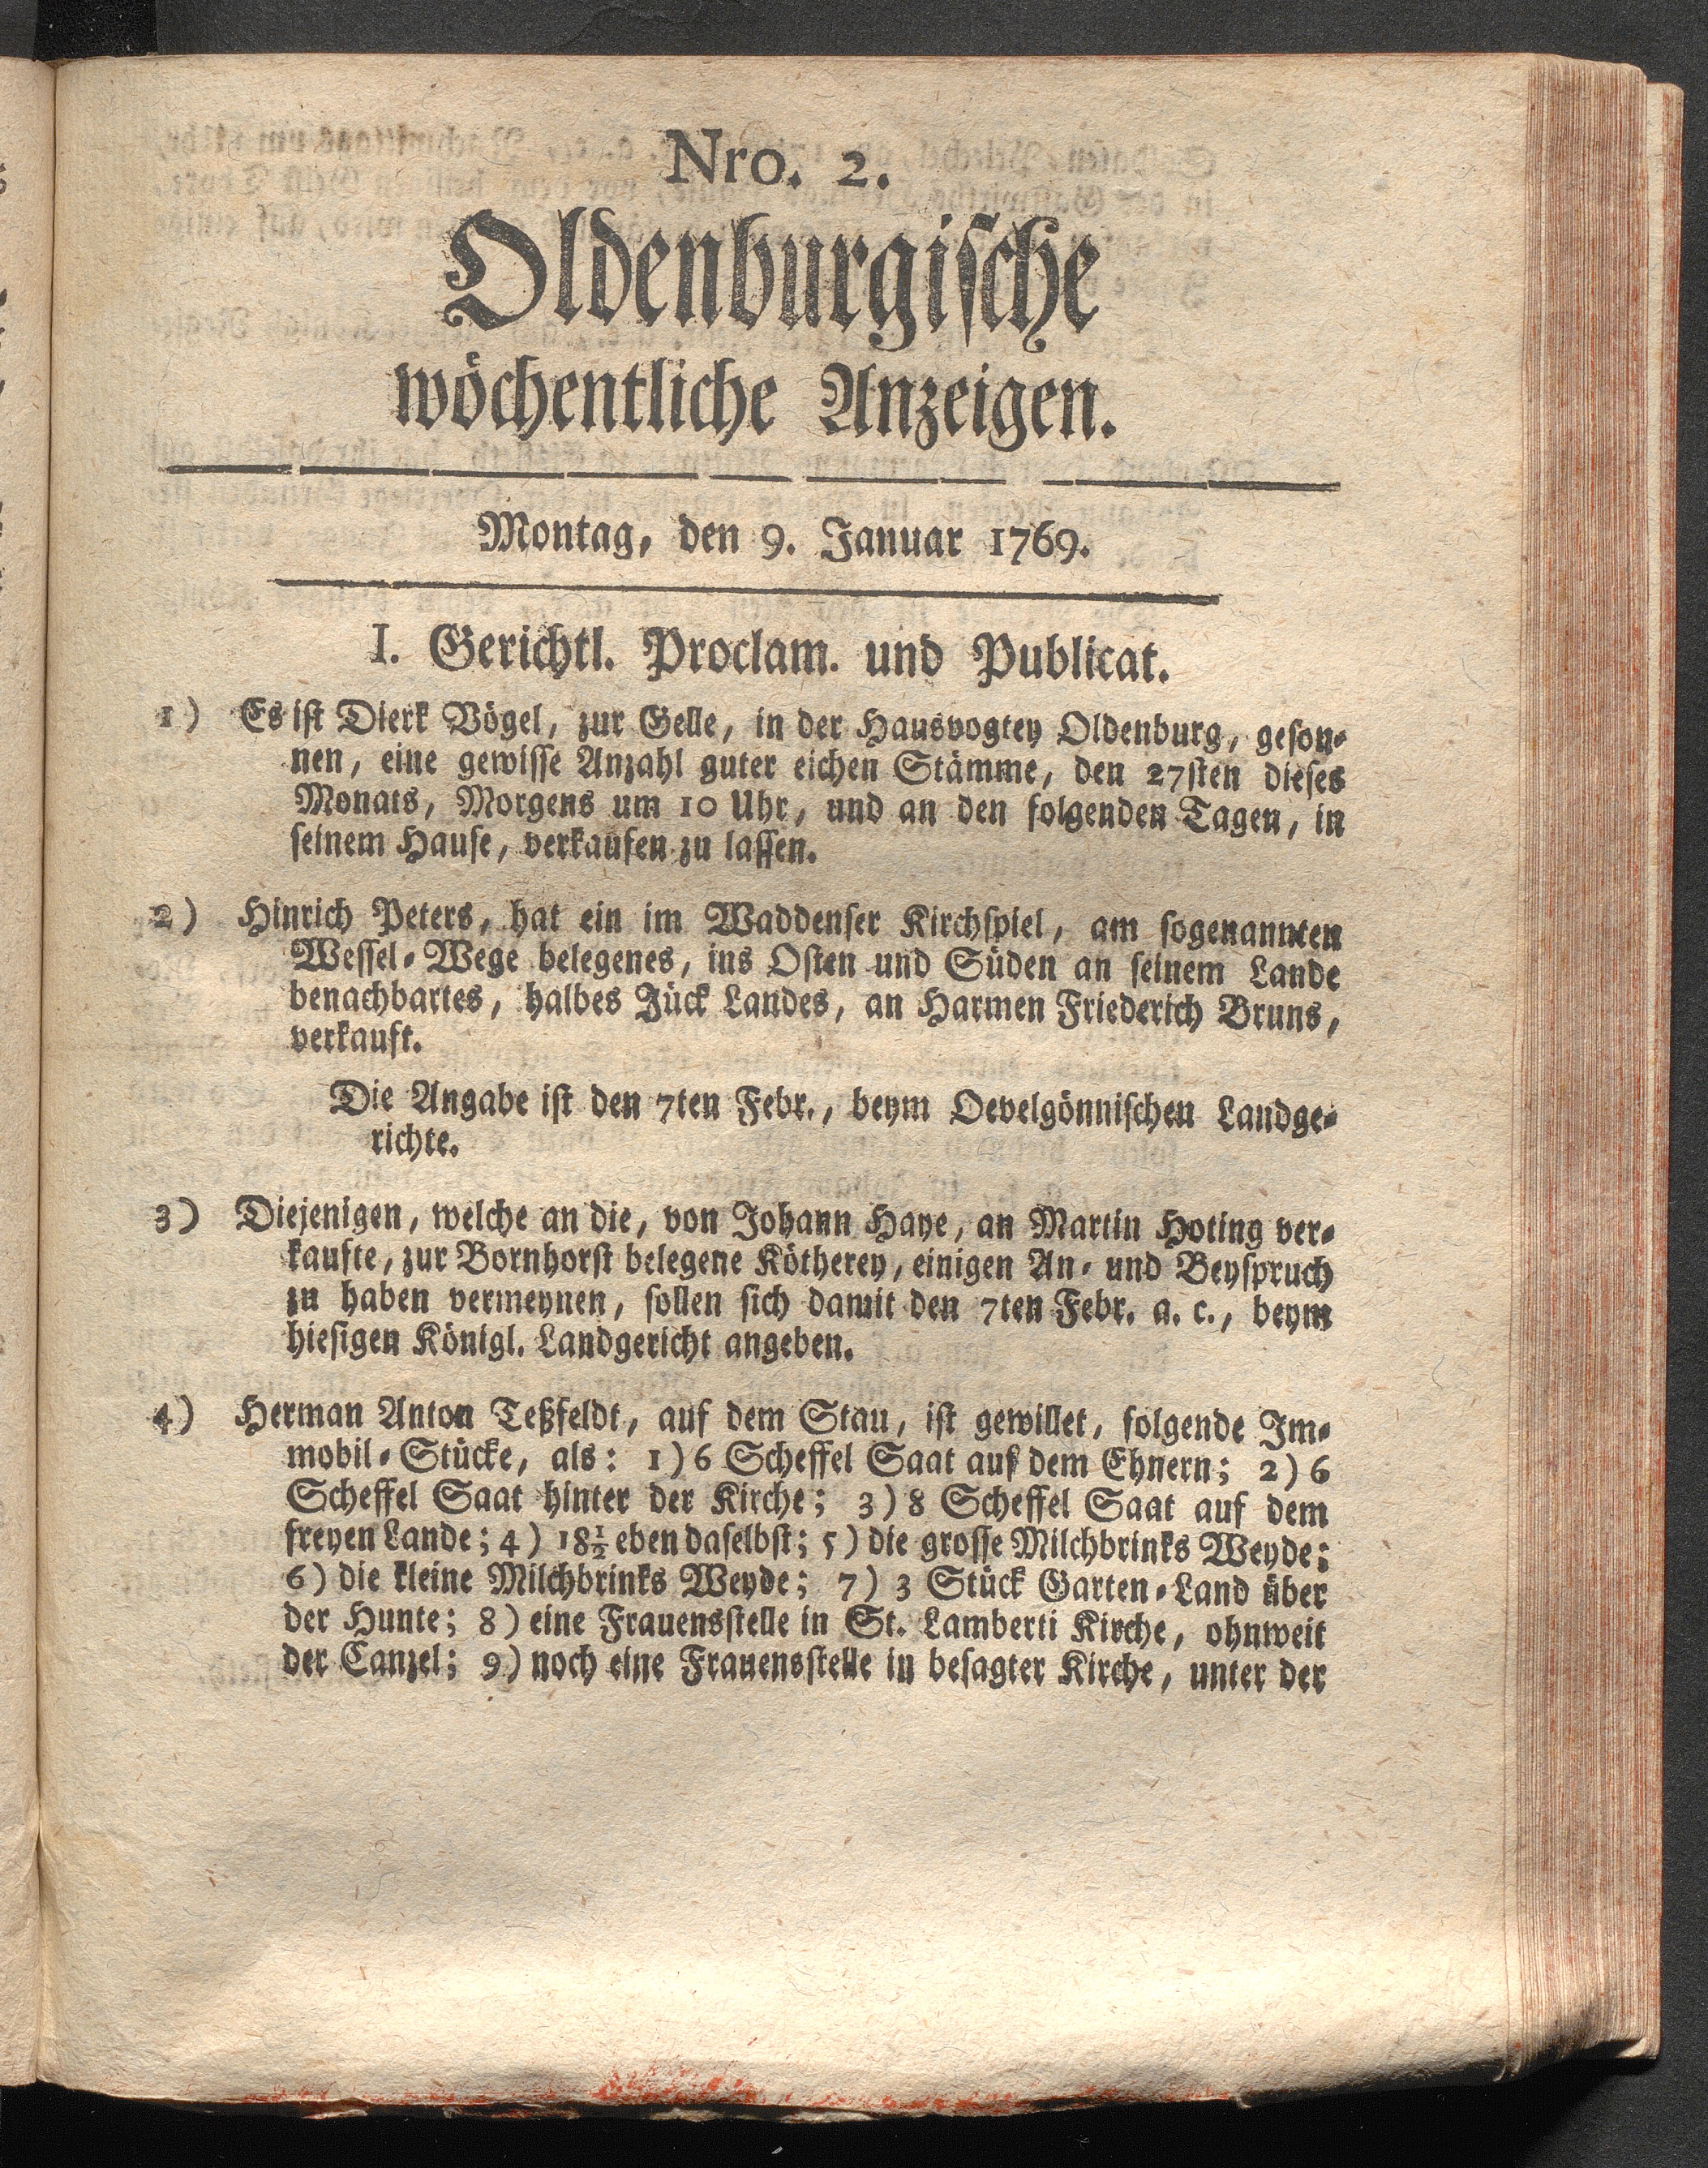 Nro. 2.
Oldenburgische
wöchentliche Anzeigen.
Montag, den 9. Januar 1769.
I. Gerichtl. Proclam. und Publicat.
1) Es ist Dierk Vögel, zur Gelle, in der Hausvogtey Oldenburg, geson-
nen, eine gewisse Anzahl guter eichen Stämme, den 27sten dieses
Monats, Morgens um 10 Uhr, und an den folgenden Tagen, in
seinem Hause, verkaufen zu lassen.
2) Hinrich Peters, hat ein im Waddenser Kirchspiel, am sogenannten
Wessel-Wege belegenes, ins Osten und Süden an seinem Lande
benachbartes, halbes Jück Landes, an Harmen Friederich Bruns,
verkauft.
Die Angabe ist den 7ten Febr., beym Oevelgönnischen Landge-
richte.
3) Diejenigen, welche an die, von Johann Haye, an Martin Hoting ver-
kaufte, zur Bornhorst belegene Kötherey, einigen An- und Beyspruch
zu haben vermeynen, sollen sich damit den 7ten Febr. a. c., beym
hiesigen Königl. Landgericht angeben.
4) Herman Anton Teßfeldt, auf dem Stau, ist gewillet, folgende Im-
mobil-Stücke, als: 1) 6 Scheffel Saat auf dem Ehnern; 2) 6
Scheffel Saat hinter der Kirche; 3) 8 Scheffel Saat auf dem
freyen Lande; 4) 18½ eben daselbst; 5) die grosse Milchbrinks Weyde;
6) die kleine Milchbrinks Weyde; 7) 3 Stück Garten-Land über
der Hunte; 8) eine Frauensstelle in St. Lamberti Kirche, ohnweit
der Canzel; 9) noch eine Frauensstelle in besagter Kirche, unter der